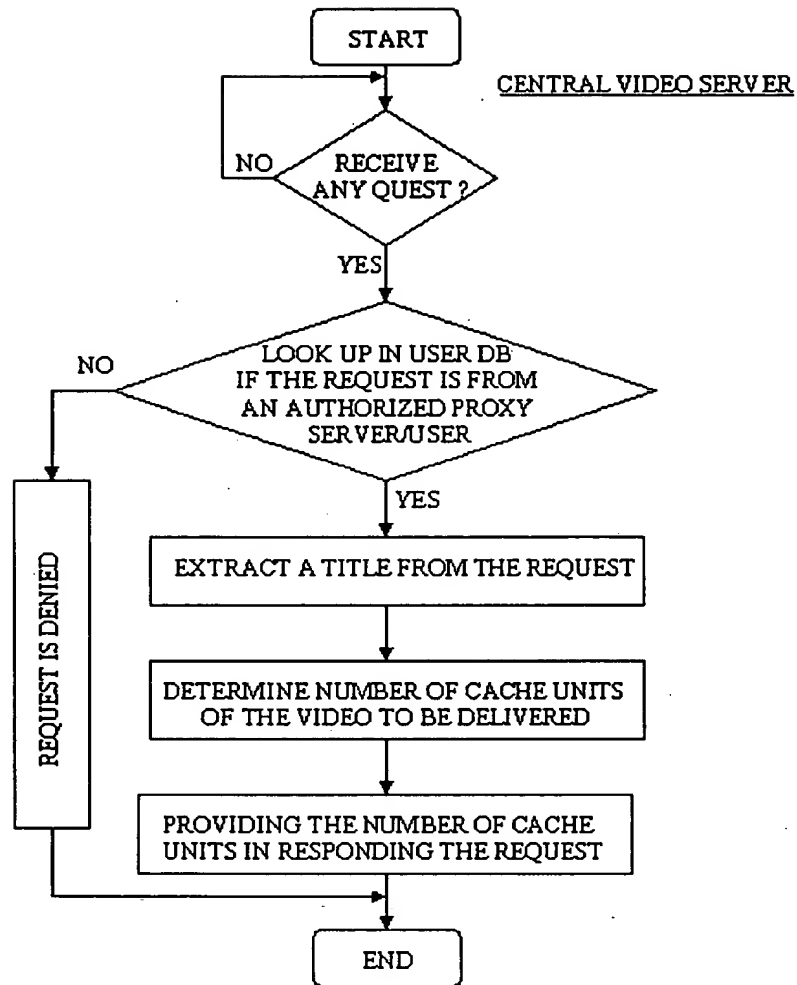 START
CENTRAL VIDEO SERVER
NO
RECEIVE
ANY QUEST ?
YES
NO
LOOK UP IN USER DB
IF THE REQUEST IS FROM
AN AUTHORIZED PROXY
SERVER/USER
YES
REQUEST IS DENIED
EXTRACT A TITLE FROM THE REQUEST
DETERMINE NUMBER OF CACHE UNITS
OF THE VIDEO TO BE DELIVERED
PROVIDING THE NUMBER OF CACHE
UNITS IN RESPONDING THE REQUEST
END